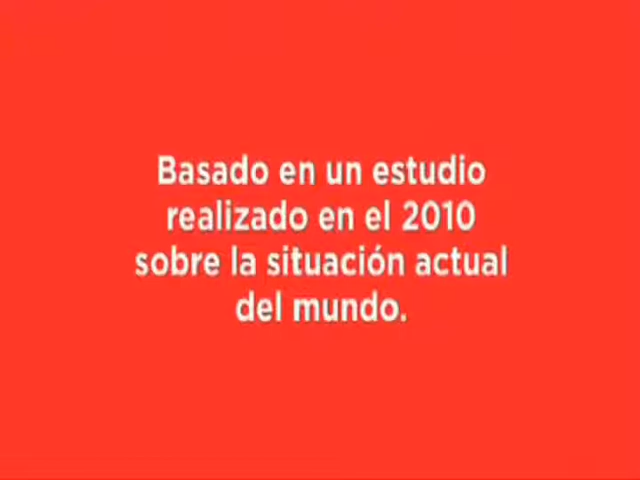 Basado en un estudio
realizado en el 2010
sobre la situación actual
del mundo.